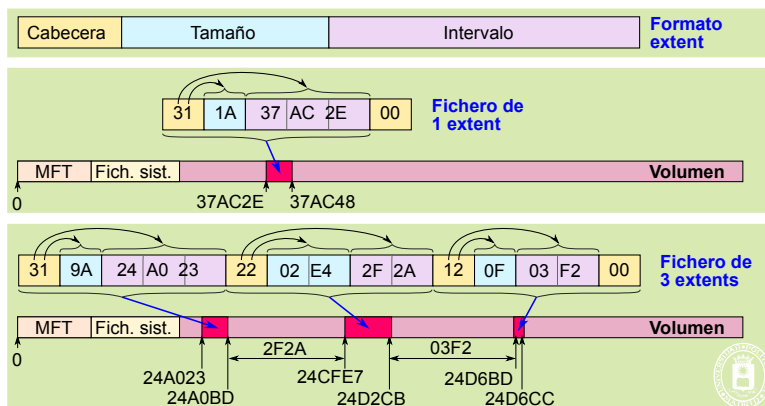 Cabecera Tamaño Intervalo Formato
extent
31 1A 37 AC 2E 00 Fichero de
1 extent
MFT Fich. sist. Volumen
0 37AC2E 37AC48
31 9A 24 A0 23 22 02 E4 2F 2A 12 0F 03 F2 00 Fichero de
3 extents
MFT Fich. sist. Volumen
0 2F2A 03F2
24A023 24CFE7 24D6BD
24A0BD 24D2CB 24D6CC